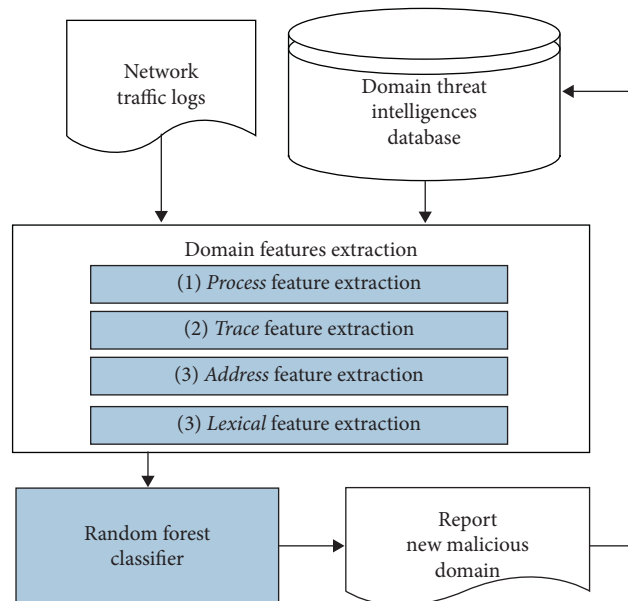 Network
traffic logs
Domain threat
intelligences
database
Domain features extraction
(1) Process feature extraction
(2) Trace feature extraction
(3) Address feature extraction
(3) Lexical feature extraction
Random forest
classifier
Report
new malicious
domain